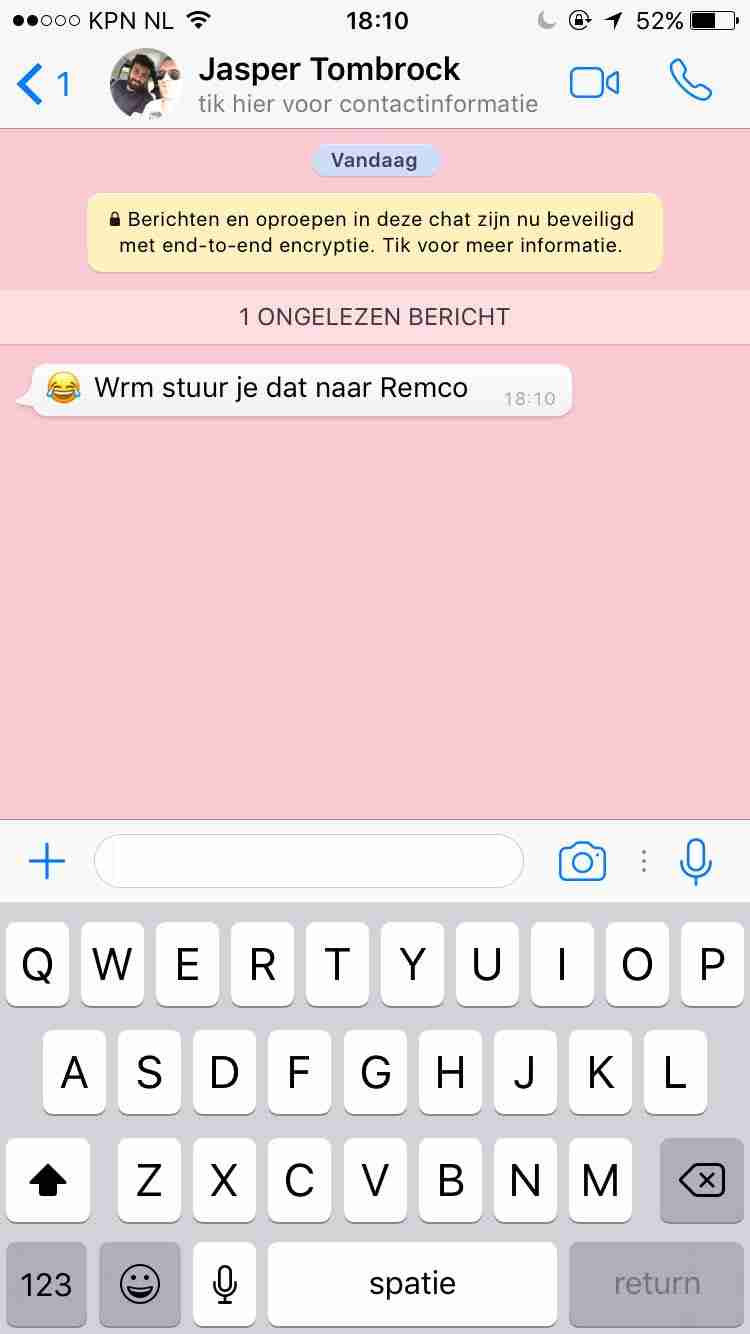 KPN NL 18:10 52%
1 Jasper Tombrock
tik hier voor contactinformatie
Vandaag
Berichten en oproepen in deze chat zijn nu beveiligd
met end-to-end encryptie. Tik voor meer informatie.
1 ONGELEZEN BERICHT
😂 Wrm stuur je dat naar Remco 18:10
Q W E R T Y U I O P
A S D F G H J K L
Z X C V B N M
123 spatie return